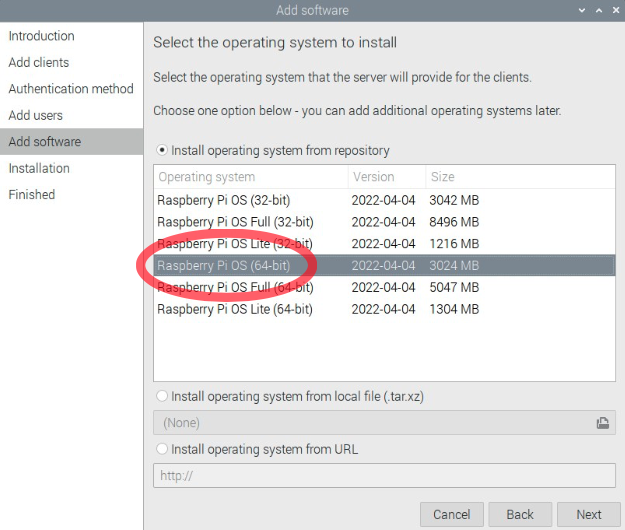 Add software
Introduction
Add clients
Authentication method
Add users
Add software
Installation
Finished
Select the operating system to install
Select the operating system that the server will provide for the clients.
Choose one option below - you can add additional operating systems later.
Install operating system from repository
Operating system Version Size
Raspberry Pi OS (32-bit) 2022-04-04 3042 MB
Raspberry Pi OS Full (32-bit) 2022-04-04 8496 MB
Raspberry Pi OS Lite (32-bit) 2022-04-04 1216 MB
Raspberry Pi OS (64-bit) 2022-04-04 3024 MB
Raspberry Pi OS Full (64-bit) 2022-04-04 5047 MB
Raspberry Pi OS Lite (64-bit) 2022-04-04 1304 MB
Install operating system from local file (.tar.xz)
(None)
Install operating system from URL
http://
Cancel Back Next